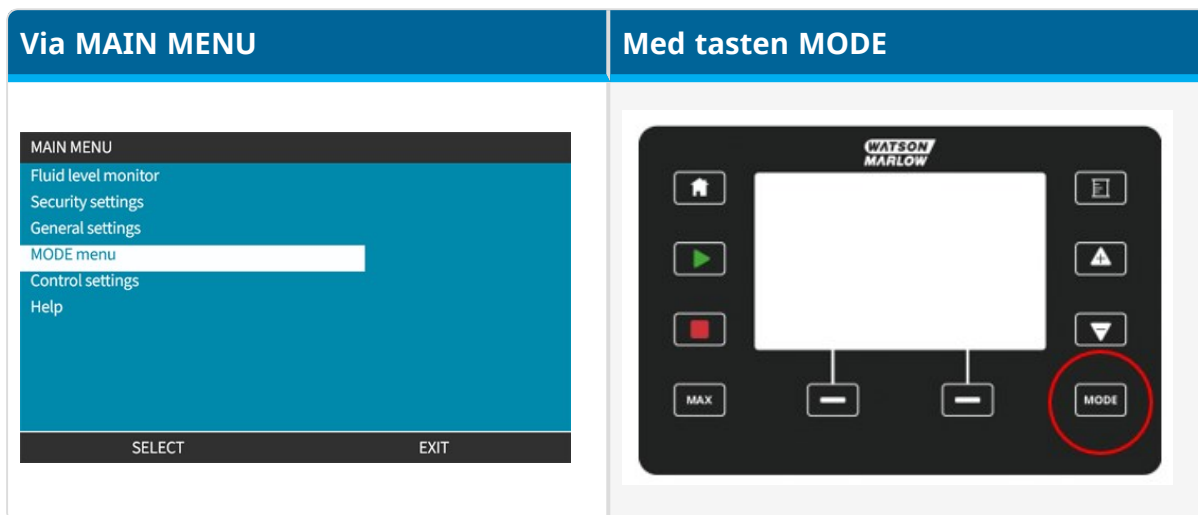 Via MAIN MENU
Med tasten MODE
MAIN MENU
Fluid level monitor
Security settings
General settings
MODE menu
Control settings
Help
SELECT
EXIT
WATSON
MARLOW
MAX
MODE